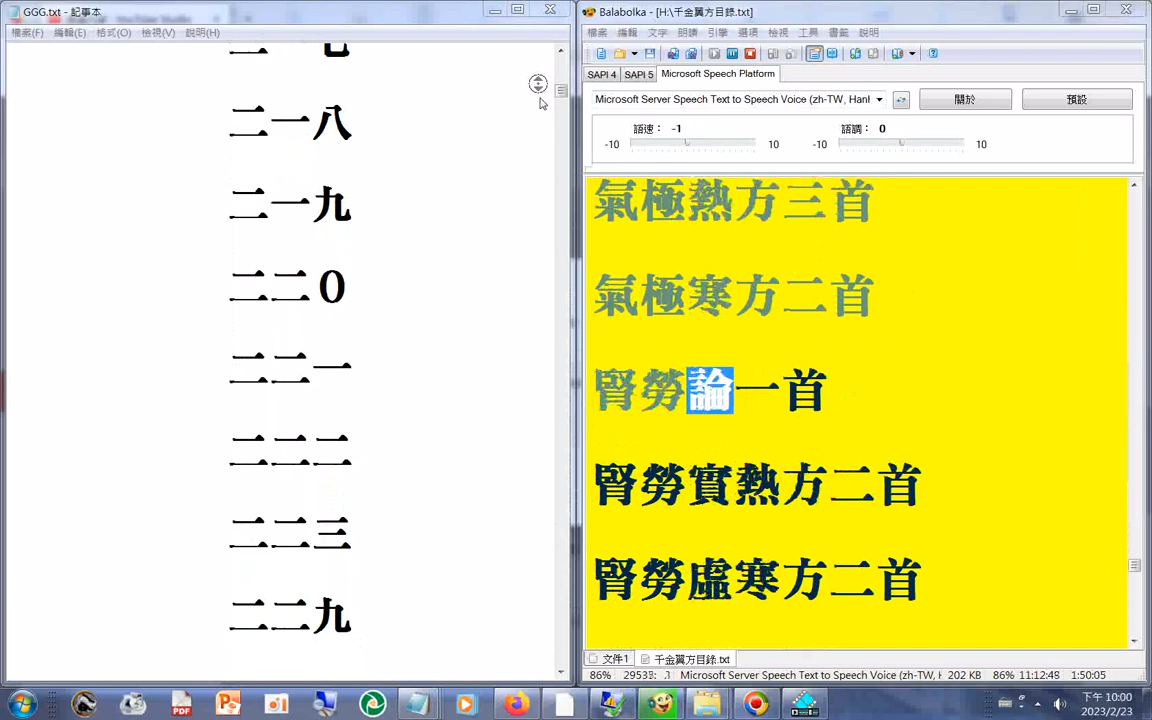 GGG.txt - 記事本
檔案(F) 編輯(E) 格式(O) 檢視(V) 說明(H)
二一八
二一九
二二0
二二一
二二二
二二三
二二九
Balabolka - [H:\千金翼方目錄.txt]
檔案 編輯 文字 朗讀 引擎 選項 檢視 工具 書籤 說明
SAPI 4 SAPI 5 Microsoft Speech Platform
Microsoft Server Speech Text to Speech Voice (zh-TW, Hanl
關於
預設
語速： -1 語調： 0
-10 10 -10 10
氣極熱方三首
氣極寒方二首
腎勞論一首
腎勞實熱方二首
腎勞虛寒方二首
文件1 千金翼方目錄.txt
86% Microsoft Server Speech Text to Speech Voice (zh-TW, 202 KB 86% 11:12:48 1:50:05
PDF
下午 10:00
2023/2/23